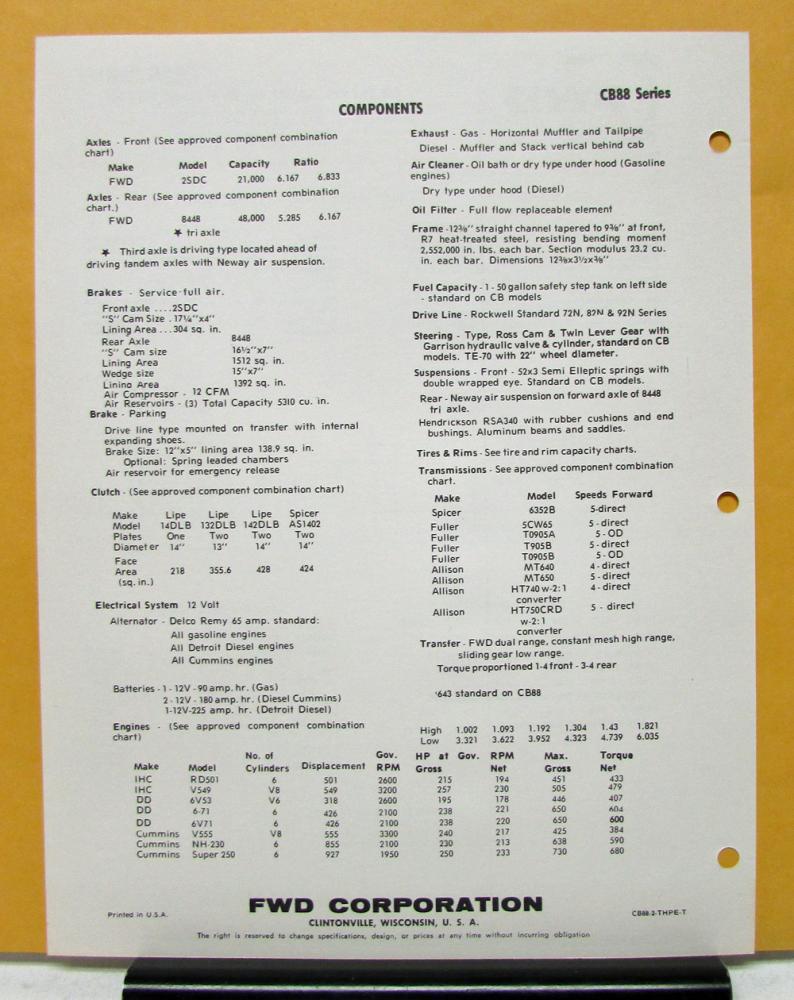 CB88 Series
COMPONENTS
Axles - Front (See approved component combination
chart)
Make Model Capacity Ratio
FWD 2SDC 21,000 6.167 6.833
Axles - Rear (See approved component combination
chart.)
FWD 8448 48,000 5.285 6.167
★ tri axle
★ Third axle is driving type located ahead of
driving tandem axles with Neway air suspension.
Brakes - Service-full air.
Front axle ....2SDC
"S" Cam Size . 17¼"x4"
Lining Area ...304 sq. in.
Rear Axle 8448
"S" Cam size 16½"x7"
Lining Area 1512 sq. in.
Wedge size 15"x7"
Lining Area 1392 sq. in.
Air Compressor - 12 CFM
Air Reservoirs - (3) Total Capacity 5310 cu. in.
Brake - Parking
Drive line type mounted on transfer with internal
expanding shoes.
Brake Size: 12"x5" lining area 138.9 sq. in.
Optional: Spring leaded chambers
Air reservoir for emergency release
Clutch - (See approved component combination chart)
Make Lipe Lipe Lipe Spicer
Model 14DLB 132DLB 142DLB AS1402
Plates One Two Two Two
Diameter 14" 13" 14" 14"
Face
Area 218 355.6 428 424
(sq. in.)
Electrical System 12 Volt
Alternator - Delco Remy 65 amp. standard:
All gasoline engines
All Detroit Diesel engines
All Cummins engines
Batteries - 1 - 12V - 90 amp. hr. (Gas)
2 - 12V - 180 amp. hr. (Diesel Cummins)
1-12V-225 amp. hr. (Detroit Diesel)
Exhaust - Gas - Horizontal Muffler and Tailpipe
Diesel - Muffler and Stack vertical behind cab
Air Cleaner - Oil bath or dry type under hood (Gasoline
engines)
Dry type under hood (Diesel)
Oil Filter - Full flow replaceable element
Frame -12⅜" straight channel tapered to 9⅜" at front,
R7 heat-treated steel, resisting bending moment
2,552,000 in. lbs. each bar. Section modulus 23.2 cu.
in. each bar. Dimensions 12⅜x3½x⅜"
Fuel Capacity - 1 - 50 gallon safety step tank on left side
- standard on CB models
Drive Line - Rockwell Standard 72N, 82N & 92N Series
Steering - Type, Ross Cam & Twin Lever Gear with
Garrison hydraulic valve & cylinder, standard on CB
models. TE-70 with 22" wheel diameter.
Suspensions - Front - 52x3 Semi Elleptic springs with
double wrapped eye. Standard on CB models.
Rear - Neway air suspension on forward axle of 8448
tri axle.
Hendrickson RSA340 with rubber cushions and end
bushings. Aluminum beams and saddles.
Tires & Rims - See tire and rim capacity charts.
Transmissions - See approved component combination
chart.
Make Model Speeds Forward
Spicer 6352B 5-direct
Fuller 5CW65 5 - direct
Fuller T0905A 5 - OD
Fuller T905B 5 - direct
Fuller T0905B 5 - OD
Allison MT640 4 - direct
Allison MT650 5 - direct
Allison HT740 w-2:1 4 - direct
converter
Allison HT750CRD 5 - direct
w-2:1
converter
Transfer - FWD dual range, constant mesh high range,
sliding gear low range.
Torque proportioned 1-4 front - 3-4 rear
'643 standard on CB88
High 1.002 1.093 1.192 1.304 1.43 1.821
Low 3.321 3.622 3.952 4.323 4.739 6.035
Engines - (See approved component combination
chart)
No. of Gov. HP at Gov. RPM Max. Torque
Make Model Cylinders Displacement RPM Gross Net Gross Net
IHC RD501 6 501 2600 215 194 451 433
IHC V549 V8 549 3200 257 230 505 479
DD 6V53 V6 318 2600 195 178 446 407
DD 6-71 6 426 2100 238 221 650 604
DD 6V71 6 426 2100 238 220 650 600
Cummins V555 V8 555 3300 240 217 425 384
Cummins NH-230 6 855 2100 230 213 638 590
Cummins Super 250 6 927 1950 250 233 730 680
FWD CORPORATION
Printed in U.S.A. CLINTONVILLE, WISCONSIN, U. S. A. CB88-2-THPE-T
The right is reserved to change specifications, design, or prices at any time without incurring obligation